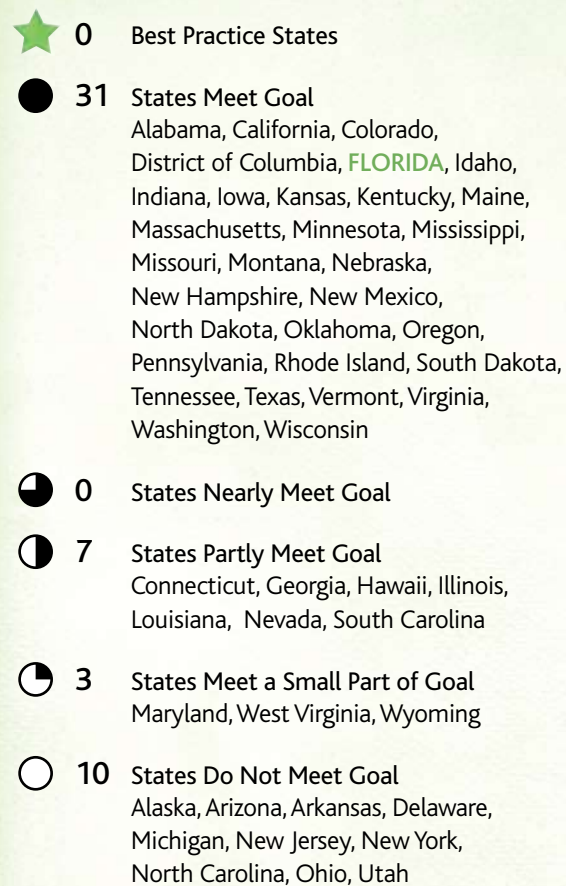 0 Best Practice States
31 States Meet Goal
Alabama, California, Colorado,
District of Columbia, FLORIDA, Idaho,
Indiana, Iowa, Kansas, Kentucky, Maine,
Massachusetts, Minnesota, Mississippi,
Missouri, Montana, Nebraska,
New Hampshire, New Mexico,
North Dakota, Oklahoma, Oregon,
Pennsylvania, Rhode Island, South Dakota,
Tennessee, Texas, Vermont, Virginia,
Washington, Wisconsin
0 States Nearly Meet Goal
7 States Partly Meet Goal
Connecticut, Georgia, Hawaii, Illinois,
Louisiana, Nevada, South Carolina
3 States Meet a Small Part of Goal
Maryland, West Virginia, Wyoming
10 States Do Not Meet Goal
Alaska, Arizona, Arkansas, Delaware,
Michigan, New Jersey, New York,
North Carolina, Ohio, Utah